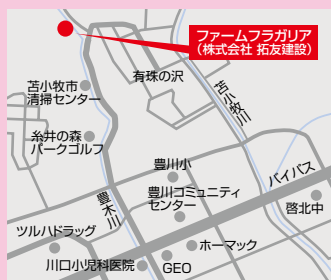 ファームフラガリア
(株式会社 拓友建設)
有珠の沢
苫小牧川
苫小牧市
清掃センター
糸井の森
パークゴルフ
豊川小
豊川コミュニティ
センター
バイパス
豊木川
啓北中
ツルハドラッグ
ホーマック
川口小児科医院
GEO